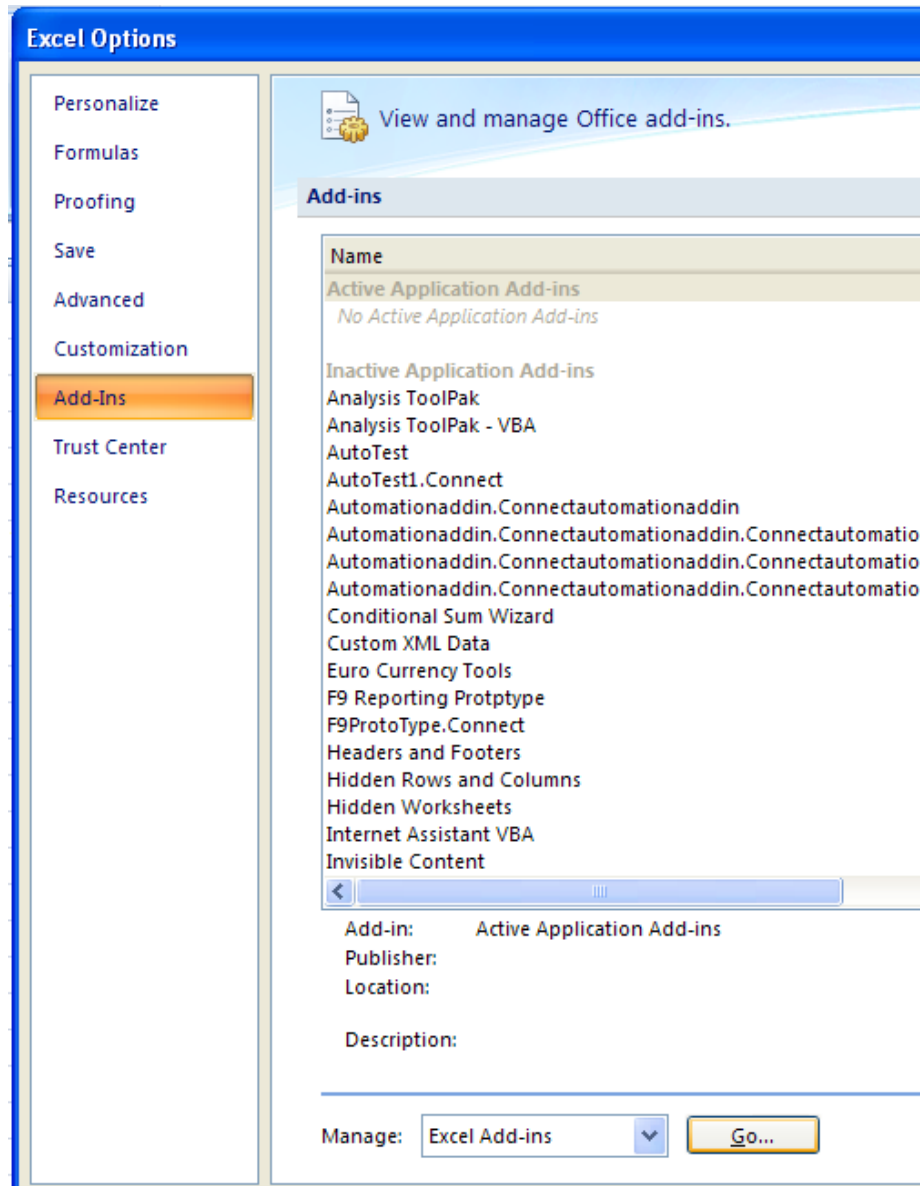 Excel Options
Personalize
Formulas
Proofing
Save
Advanced
Customization
Add-Ins
Trust Center
Resources
View and manage Office add-ins.
Add-ins
Name
Active Application Add-ins
No Active Application Add-ins
Inactive Application Add-ins
Analysis ToolPak
Analysis ToolPak - VBA
AutoTest
AutoTest1.Connect
Automationaddin.Connectautomationaddin
Automationaddin.Connectautomationaddin.Connectautomatio
Automationaddin.Connectautomationaddin.Connectautomatio
Automationaddin.Connectautomationaddin.Connectautomatio
Conditional Sum Wizard
Custom XML Data
Euro Currency Tools
F9 Reporting Protptype
F9ProtoType.Connect
Headers and Footers
Hidden Rows and Columns
Hidden Worksheets
Internet Assistant VBA
Invisible Content
Add-in: Active Application Add-ins
Publisher:
Location:
Description:
Manage: Excel Add-ins Go...